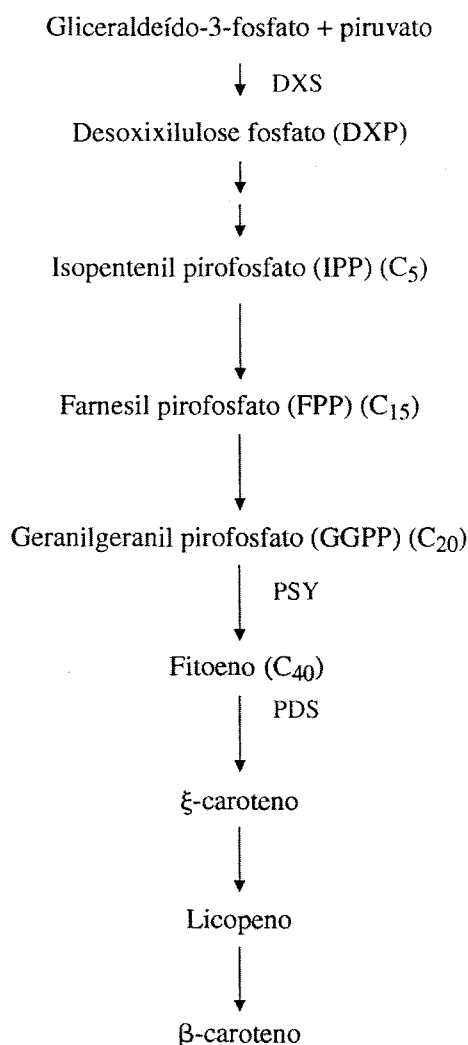 Gliceraldeído-3-fosfato + piruvato
DXS
Desoxixilulose fosfato (DXP)
Isopentenil pirofosfato (IPP) (C5)
Farnesil pirofosfato (FPP) (C15)
Geranilgeranil pirofosfato (GGPP) (C20)
PSY
Fitoeno (C40)
PDS
ξ-caroteno
Licopeno
β-caroteno